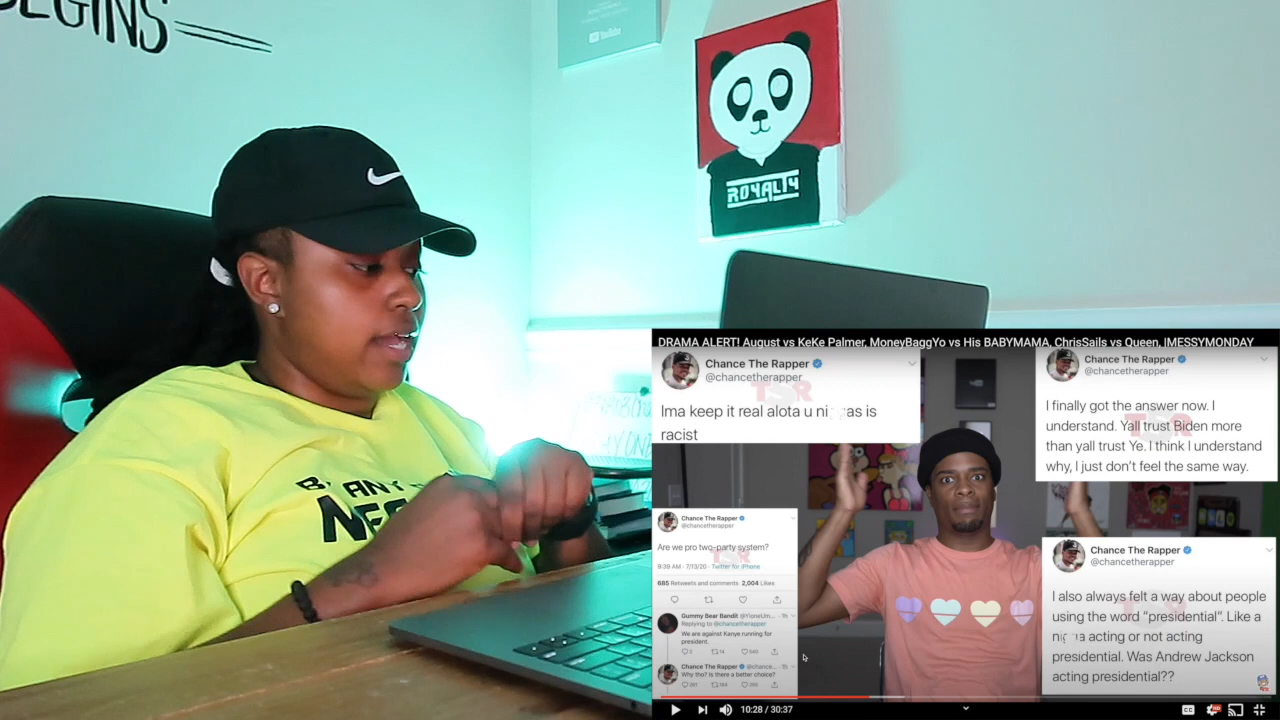 BEGINS
YouTube
ROYALTY
DRAMA ALERT! August vs KeKe Palmer, MoneyBaggYo vs His BABYMAMA, ChrisSails vs Queen, |MESSYMONDAY
Chance The Rapper
@chancetherapper
TSR
Ima keep it real alota u ni as is
racist
Chance The Rapper
@chancetherapper
I finally got the answer now. I
understand. Yall trust Biden more
than yall trust Ye. I think I understand
why, I just don't feel the same way.
Chance The Rapper
@chancetherapper
Are we pro two-party system?
9:39 AM · 7/13/20 · Twitter for iPhone
685 Retweets and comments 2,004 Likes
Gummy Bear Bandit
Replying to @chancetherapper
We are against Kanye running for
president.
Chance The Rapper @chance...
Why tho? Is there a better choice?
Chance The Rapper
@chancetherapper
I also always felt a way about people
using the word "presidential". Like a
ni a acting or not acting
presidential. Was Andrew Jackson
acting presidential??
10:28 / 30:37